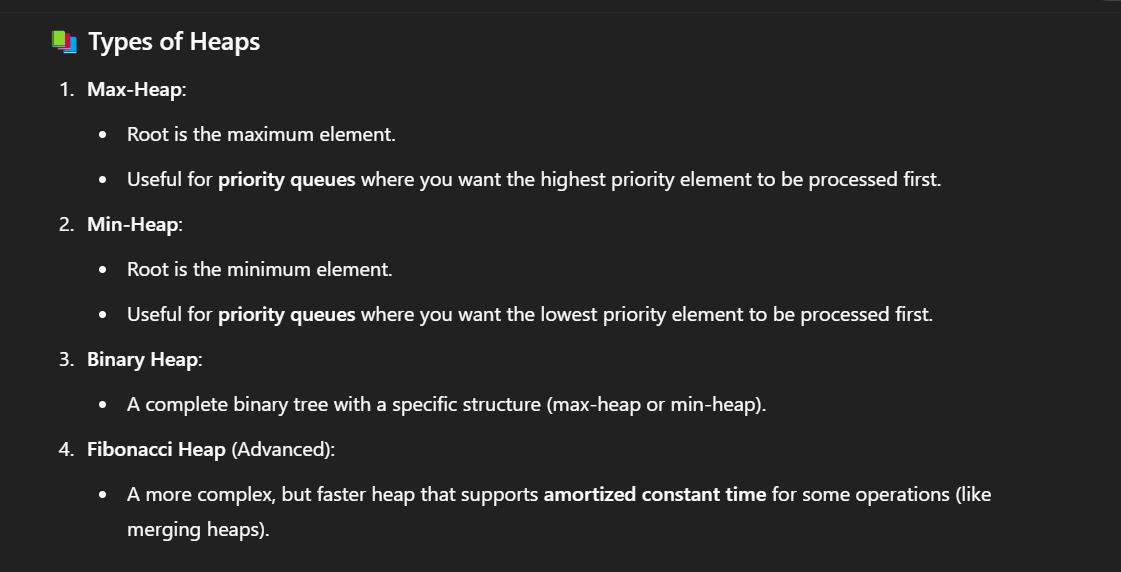 Types of Heaps
1. Max-Heap:
• Root is the maximum element.
• Useful for priority queues where you want the highest priority element to be processed first.
2. Min-Heap:
• Root is the minimum element.
• Useful for priority queues where you want the lowest priority element to be processed first.
3. Binary Heap:
• A complete binary tree with a specific structure (max-heap or min-heap).
4. Fibonacci Heap (Advanced):
• A more complex, but faster heap that supports amortized constant time for some operations (like
merging heaps).